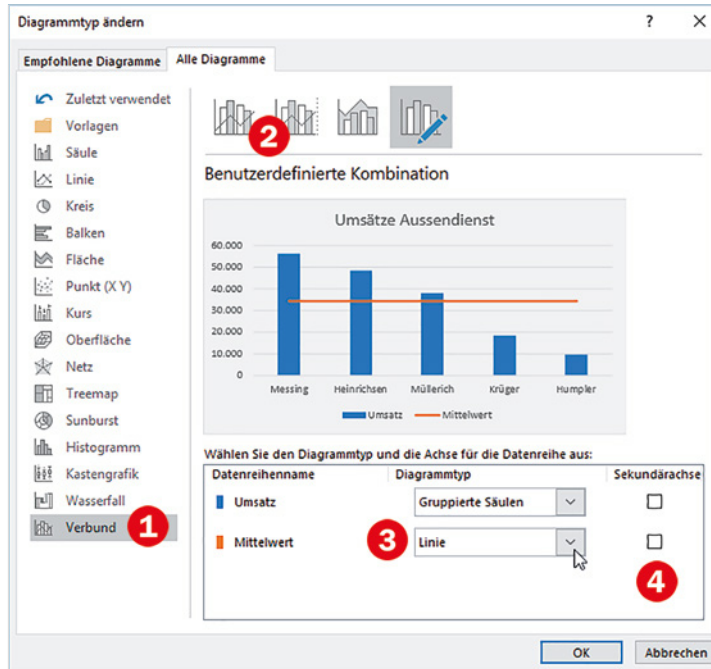 Diagrammtyp ändern
? ×
Empfohlene Diagramme
Alle Diagramme
Zuletzt verwendet
Vorlagen
Säule
Linie
Kreis
Balken
Fläche
Punkt (X Y)
Kurs
Oberfläche
Netz
Treemap
Sunburst
Histogramm
Kastengrafik
Wasserfall
Verbund
1
2
Benutzerdefinierte Kombination
Umsätze Aussendienst
60.000
50.000
40.000
30.000
20.000
10.000
0
Messing Heinrichsen Müllerich Krüger Humpler
Umsatz Mittelwert
Wählen Sie den Diagrammtyp und die Achse für die Datenreihe aus:
Datenreihenname Diagrammtyp Sekundärachse
Umsatz Gruppierte Säulen
Mittelwert 3 Linie
4
OK Abbrechen